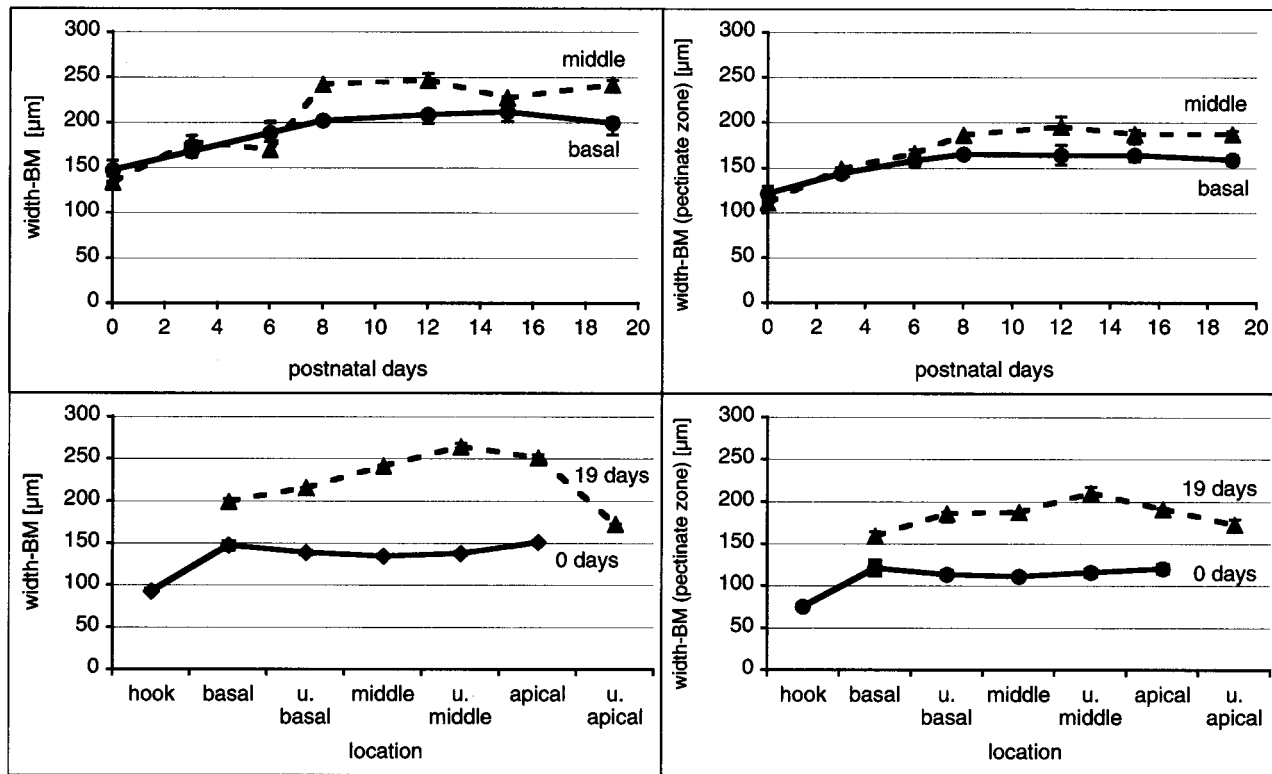 width-BM [µm]
300
250
200
150
100
50
0
middle
basal
0 2 4 6 8 10 12 14 16 18 20
postnatal days
width-BM (pectinate zone) [µm]
300
250
200
150
100
50
0
middle
basal
0 2 4 6 8 10 12 14 16 18 20
postnatal days
width-BM [µm]
300
250
200
150
100
50
0
19 days
0 days
hook basal u. basal middle u. middle apical u. apical
location
width-BM (pectinate zone) [µm]
300
250
200
150
100
50
0
19 days
0 days
hook basal u. basal middle u. middle apical u. apical
location